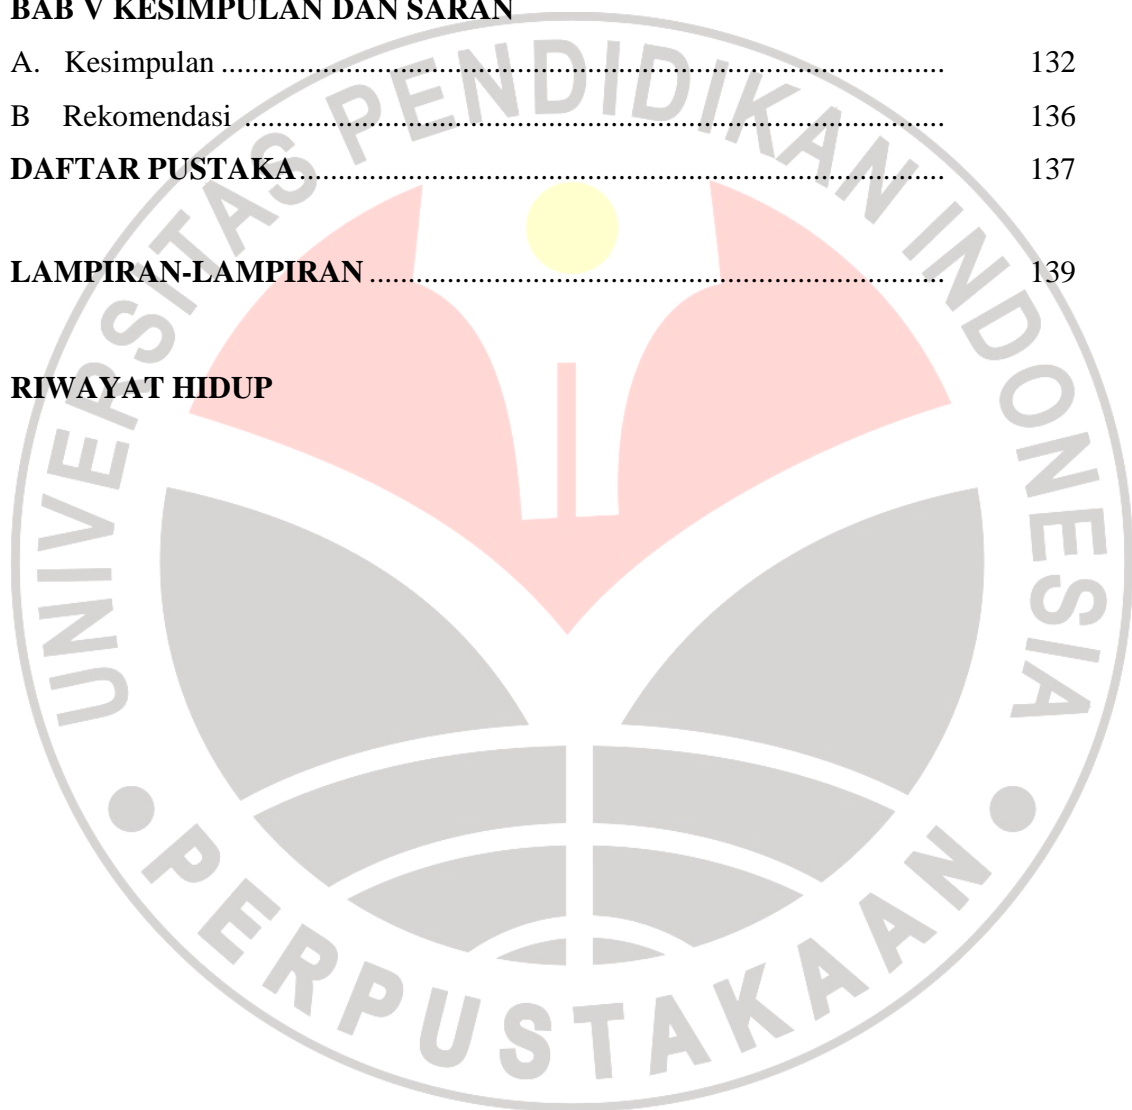 BAB V KESIMPULAN DAN SARAN
A. Kesimpulan ............................................................................................. 132
B Rekomendasi .......................................................................................... 136
DAFTAR PUSTAKA................................................................................... 137
LAMPIRAN-LAMPIRAN.......................................................................... 139
RIWAYAT HIDUP
UNIVERSITAS PENDIDIKAN INDONESIA
PERPUSTAKAAN